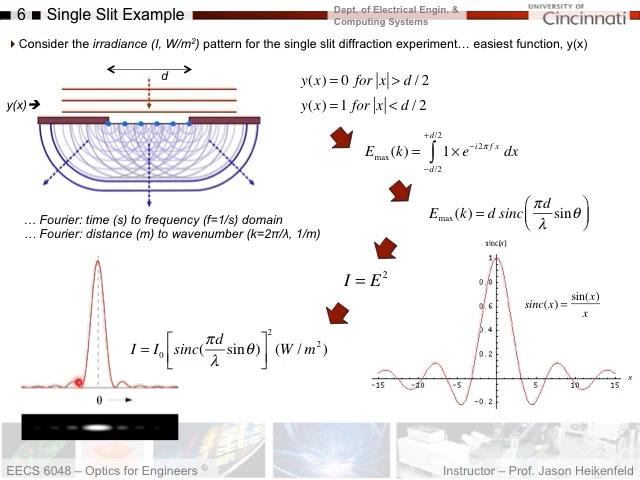 6 ■ Single Slit Example
Dept. of Electrical Engin. &
Computing Systems
UNIVERSITY OF
Cincinnati
Consider the irradiance (I, W/m²) pattern for the single slit diffraction experiment… easiest function, y(x)
d
y(x)→
y(x) = 0 for |x| > d / 2
y(x) = 1 for |x| < d / 2
E_max(k) = ∫_{−d/2}^{+d/2} 1 × e^{−i2πfx} dx
… Fourier: time (s) to frequency (f=1/s) domain
… Fourier: distance (m) to wavenumber (k=2π/λ, 1/m)
E_max(k) = d sinc(πd/λ sinθ)
I = E²
I = I₀[sinc(πd/λ sinθ)]² (W / m²)
θ
sinc(x)
1
0.8
0.6
0.4
0.2
-0.2
-15 -10 -5 5 10 15 x
sinc(x) = sin(x)/x
EECS 6048 – Optics for Engineers ©
Instructor – Prof. Jason Heikenfeld